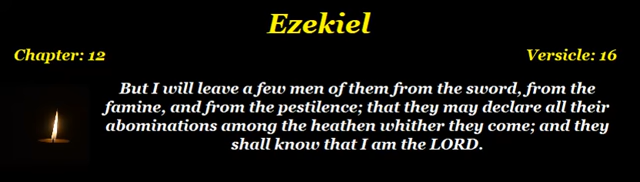 Ezekiel
Chapter: 12
Versicle: 16
But I will leave a few men of them from the sword, from the
famine, and from the pestilence; that they may declare all their
abominations among the heathen whither they come; and they
shall know that I am the LORD.